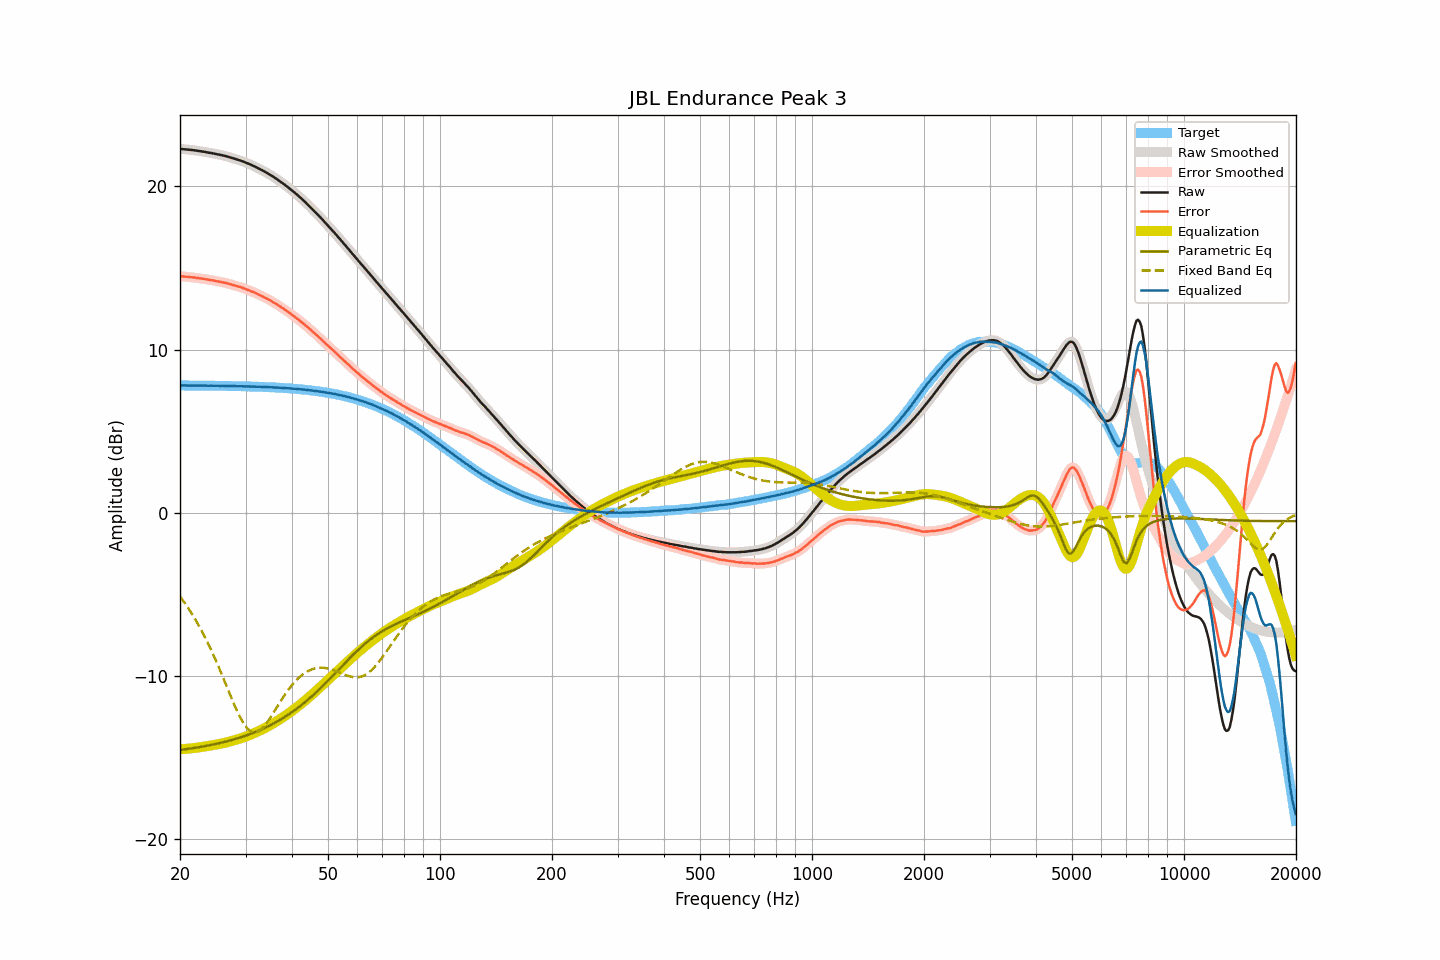 JBL Endurance Peak 3
Target
Raw Smoothed
Error Smoothed
Raw
Error
Equalization
Parametric Eq
Fixed Band Eq
Equalized
20
10
0
−10
−20
Amplitude (dBr)
20 50 100 200 500 1000 2000 5000 10000 20000
Frequency (Hz)